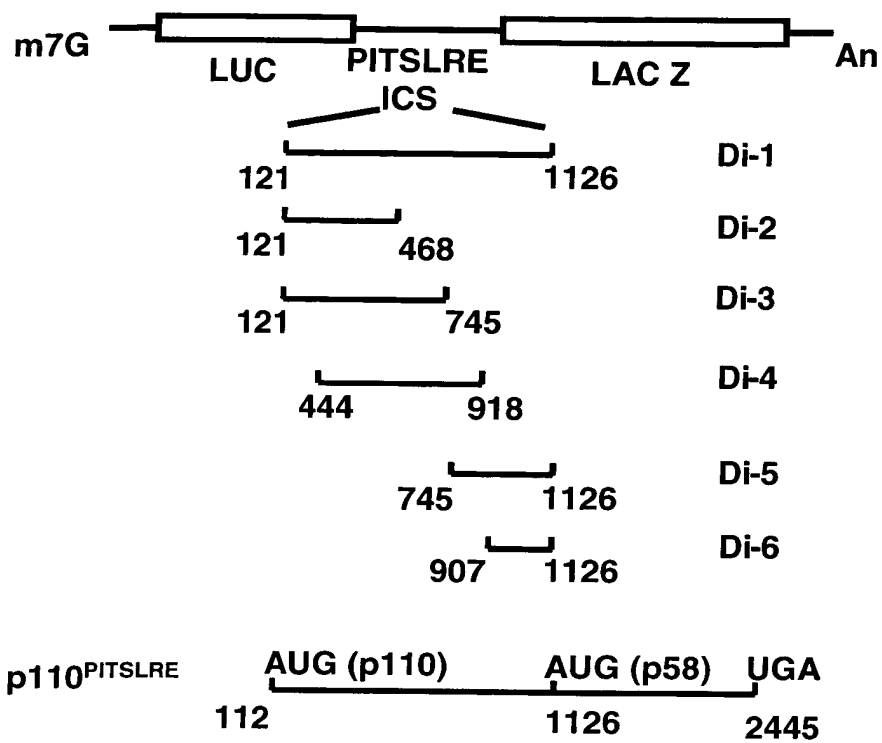 m7G An
LUC PITSLRE LAC Z
ICS
Di-1
121 1126
Di-2
121 468
Di-3
121 745
Di-4
444 918
Di-5
745 1126
Di-6
907 1126
AUG (p110) AUG (p58) UGA
p110PITSLRE
112 1126 2445